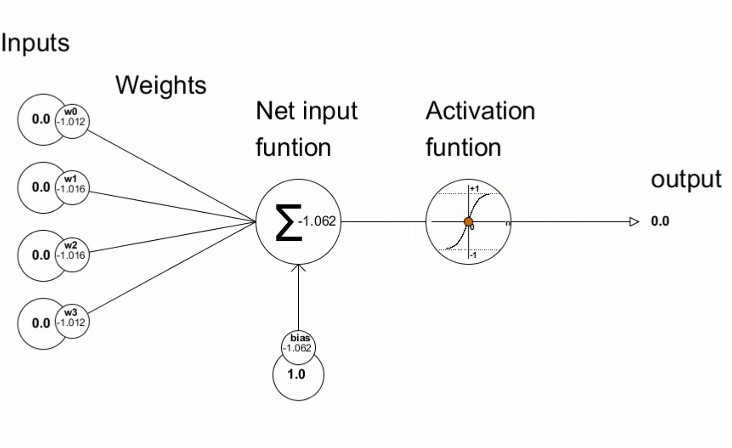 Inputs
Weights
Net input
funtion
Activation
funtion
output
0.0
w0
-1.012
0.0
w1
-1.016
0.0
w2
-1.016
0.0
w3
-1.012
Σ-1.062
+1
0
-1
0.0
bias
-1.062
1.0